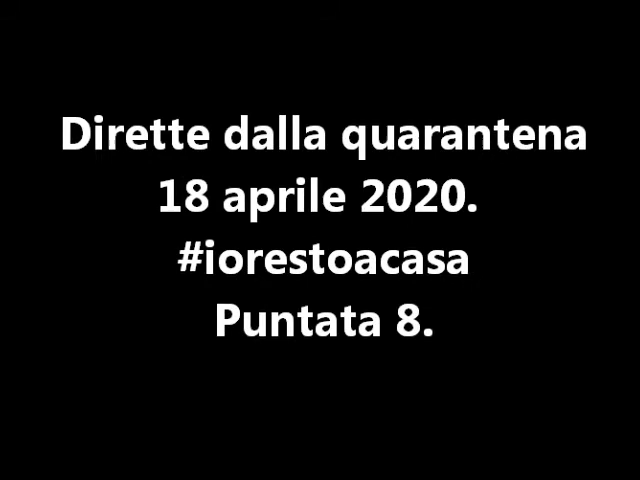 Dirette dalla quarantena
18 aprile 2020.
#iorestoacasa
Puntata 8.